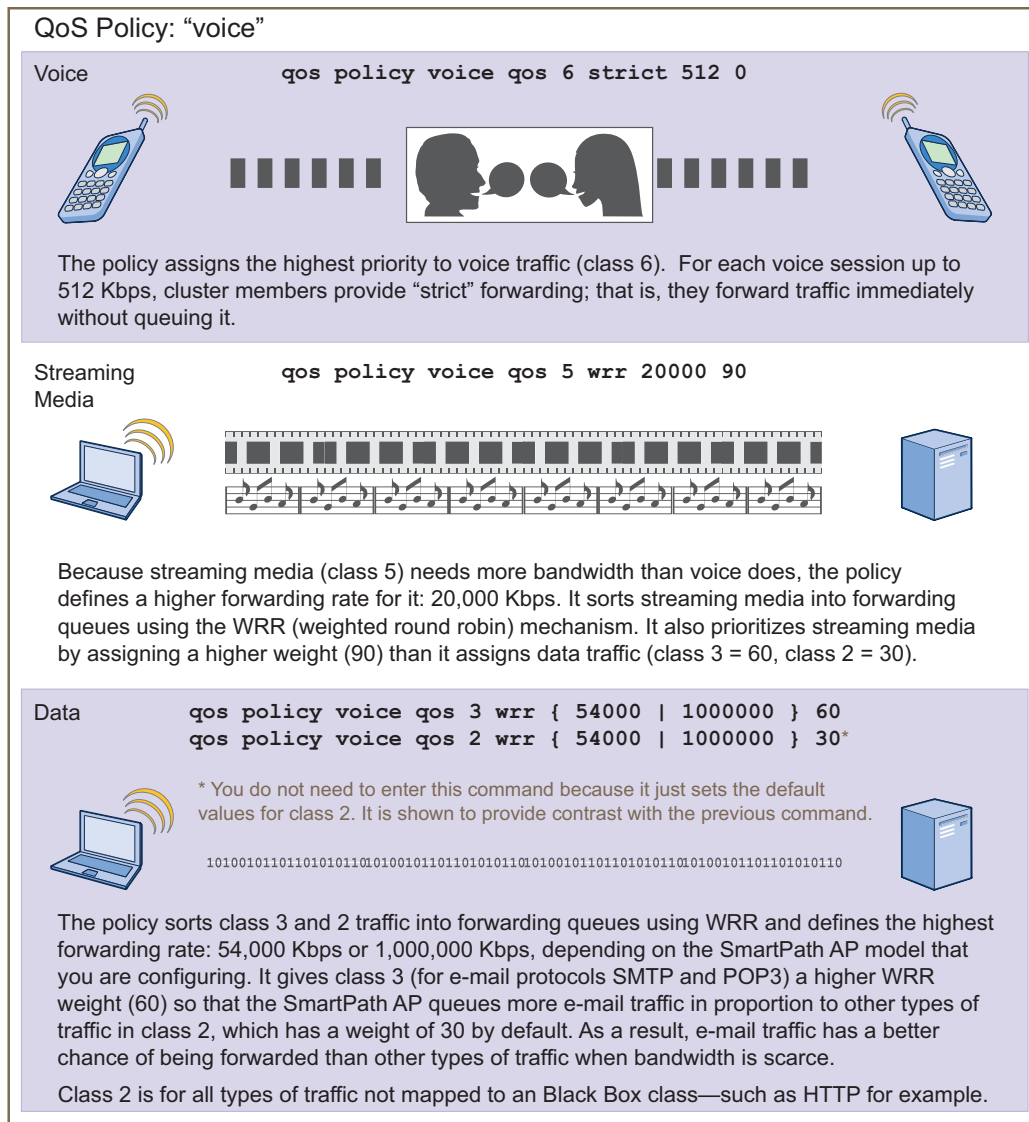 QoS Policy: “voice”
Voice
qos policy voice qos 6 strict 512 0
The policy assigns the highest priority to voice traffic (class 6).  For each voice session up to
512 Kbps, cluster members provide “strict” forwarding; that is, they forward traffic immediately
without queuing it.
Streaming
Media
qos policy voice qos 5 wrr 20000 90
Because streaming media (class 5) needs more bandwidth than voice does, the policy
defines a higher forwarding rate for it: 20,000 Kbps. It sorts streaming media into forwarding
queues using the WRR (weighted round robin) mechanism. It also prioritizes streaming media
by assigning a higher weight (90) than it assigns data traffic (class 3 = 60, class 2 = 30).
Data
qos policy voice qos 3 wrr { 54000 | 1000000 } 60
qos policy voice qos 2 wrr { 54000 | 1000000 } 30*
* You do not need to enter this command because it just sets the default
values for class 2. It is shown to provide contrast with the previous command.
10100101101101010110101001011011010101101010010110110101011010100101101101010110
The policy sorts class 3 and 2 traffic into forwarding queues using WRR and defines the highest
forwarding rate: 54,000 Kbps or 1,000,000 Kbps, depending on the SmartPath AP model that
you are configuring. It gives class 3 (for e-mail protocols SMTP and POP3) a higher WRR
weight (60) so that the SmartPath AP queues more e-mail traffic in proportion to other types of
traffic in class 2, which has a weight of 30 by default. As a result, e-mail traffic has a better
chance of being forwarded than other types of traffic when bandwidth is scarce.
Class 2 is for all types of traffic not mapped to an Black Box class—such as HTTP for example.